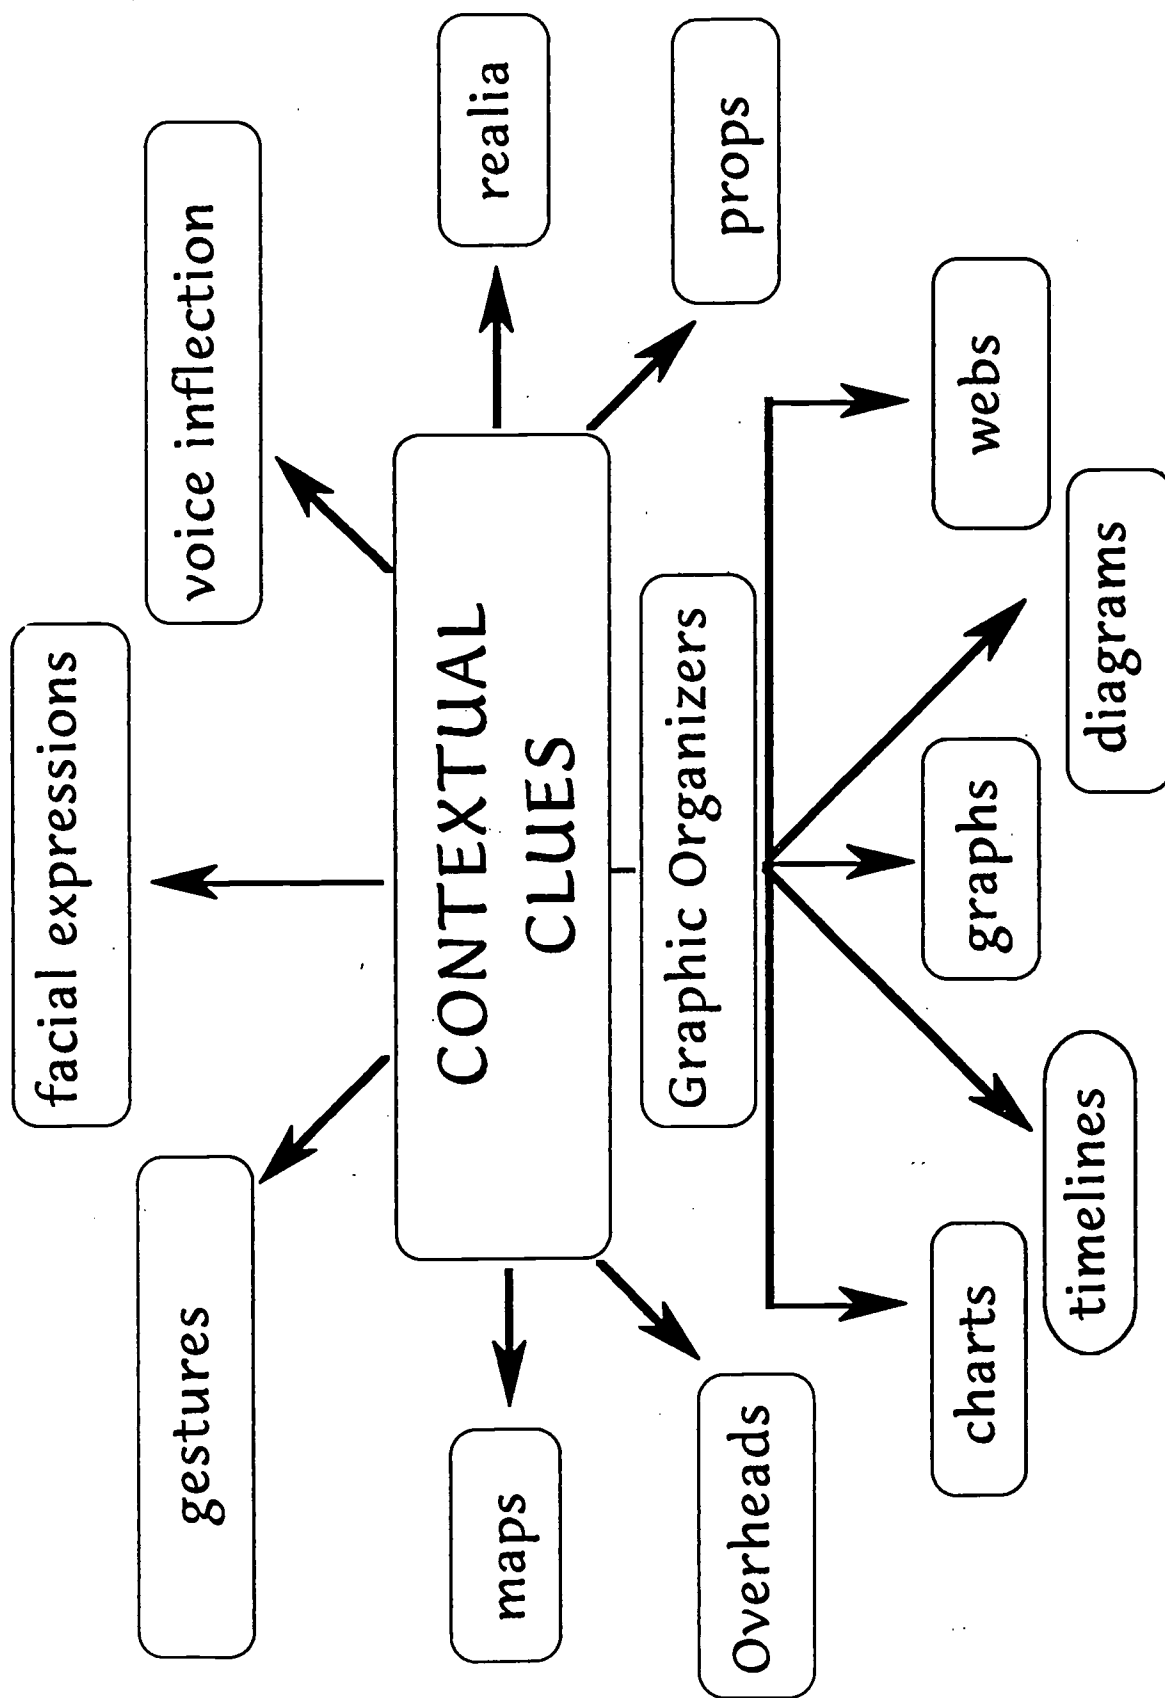 facial expressions
gestures
voice inflection
maps
CONTEXTUAL
CLUES
realia
Overheads
Graphic Organizers
props
charts
graphs
webs
timelines
diagrams